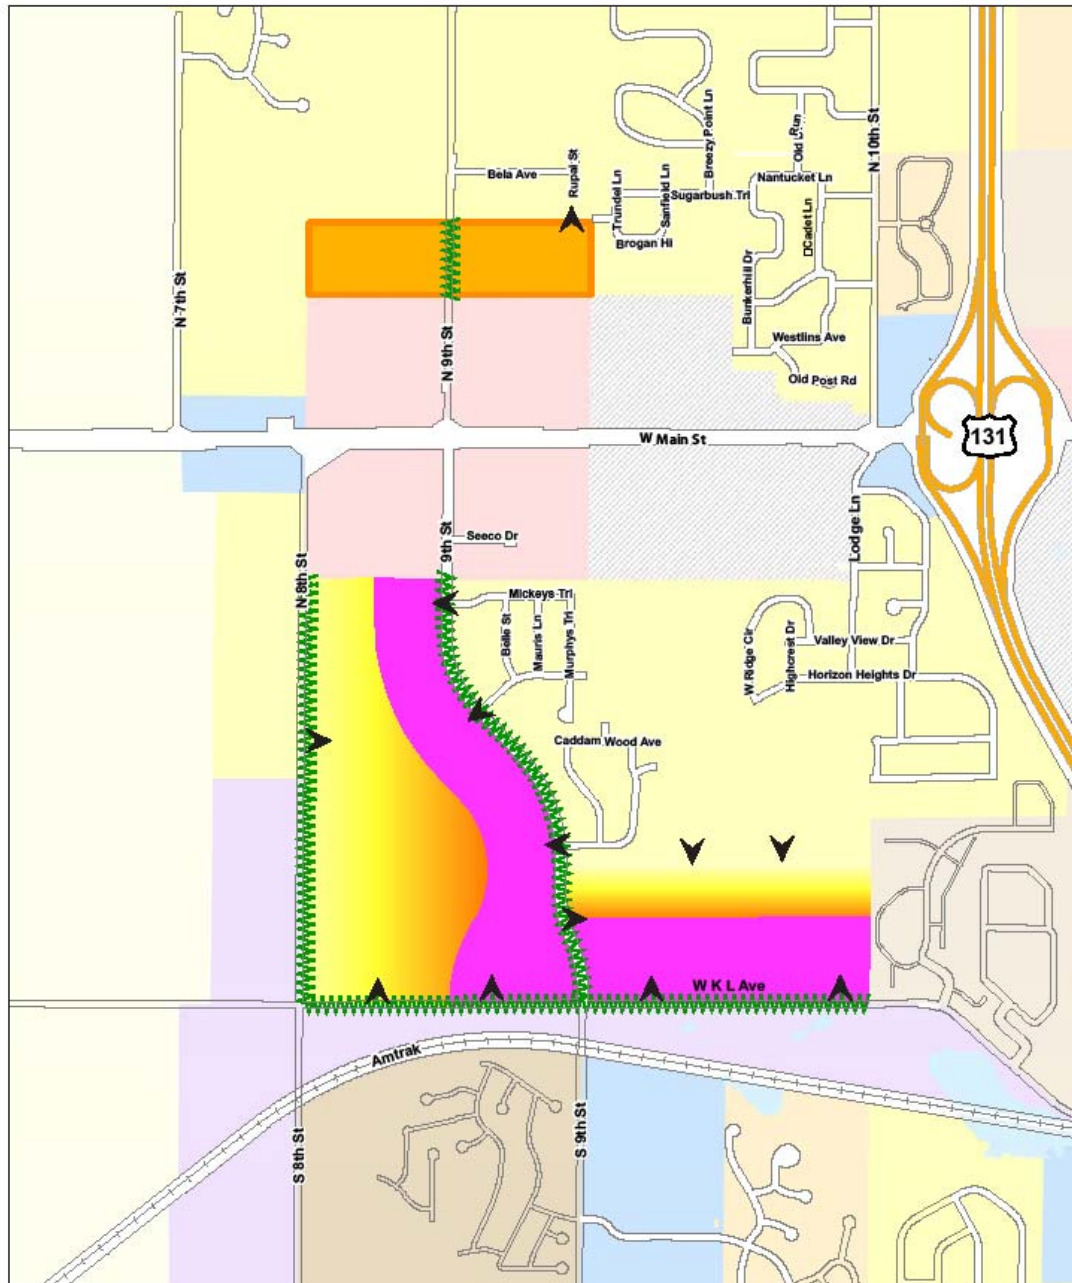 Bela Ave
Rupal St
Breezy Point Ln
N 10th St
Nantucket Ln
Trundel Ln
Sanfield Ln
Sugarbush Trl
Cadet Ln
Brogan Hl
Bunkerhill Dr
N 7th St
N 9th St
Westlins Ave
Old Post Rd
W Main St
131
9th St
Seeco Dr
Lodge Ln
N 8th St
Mickeys Trl
Belle St
Mauris Ln
Murphys Trl
W Ridge Cir
Highcrest Dr
Valley View Dr
Horizon Heights Dr
Caddam Wood Ave
W K L Ave
Amtrak
S 8th St
S 9th St